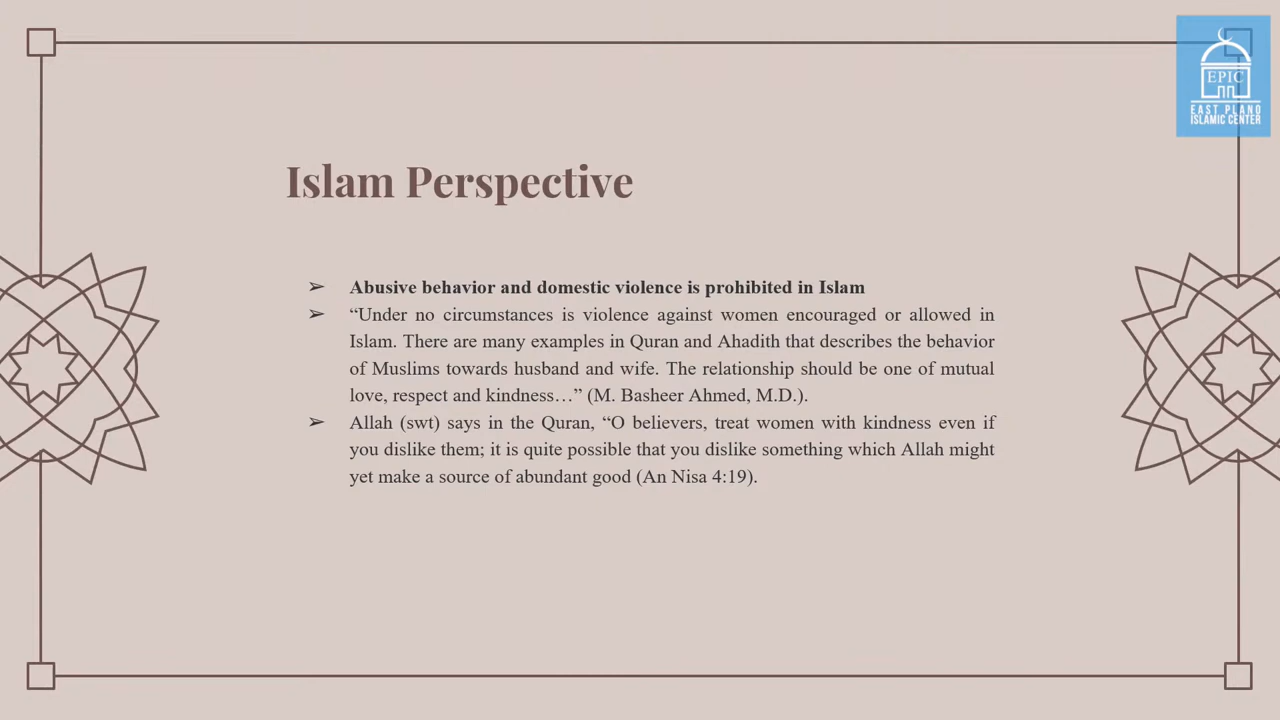 EPIC
EAST PLANO
ISLAMIC CENTER
Islam Perspective
➢ Abusive behavior and domestic violence is prohibited in Islam
➢ “Under no circumstances is violence against women encouraged or allowed in
Islam. There are many examples in Quran and Ahadith that describes the behavior
of Muslims towards husband and wife. The relationship should be one of mutual
love, respect and kindness…” (M. Basheer Ahmed, M.D.).
➢ Allah (swt) says in the Quran, “O believers, treat women with kindness even if
you dislike them; it is quite possible that you dislike something which Allah might
yet make a source of abundant good (An Nisa 4:19).